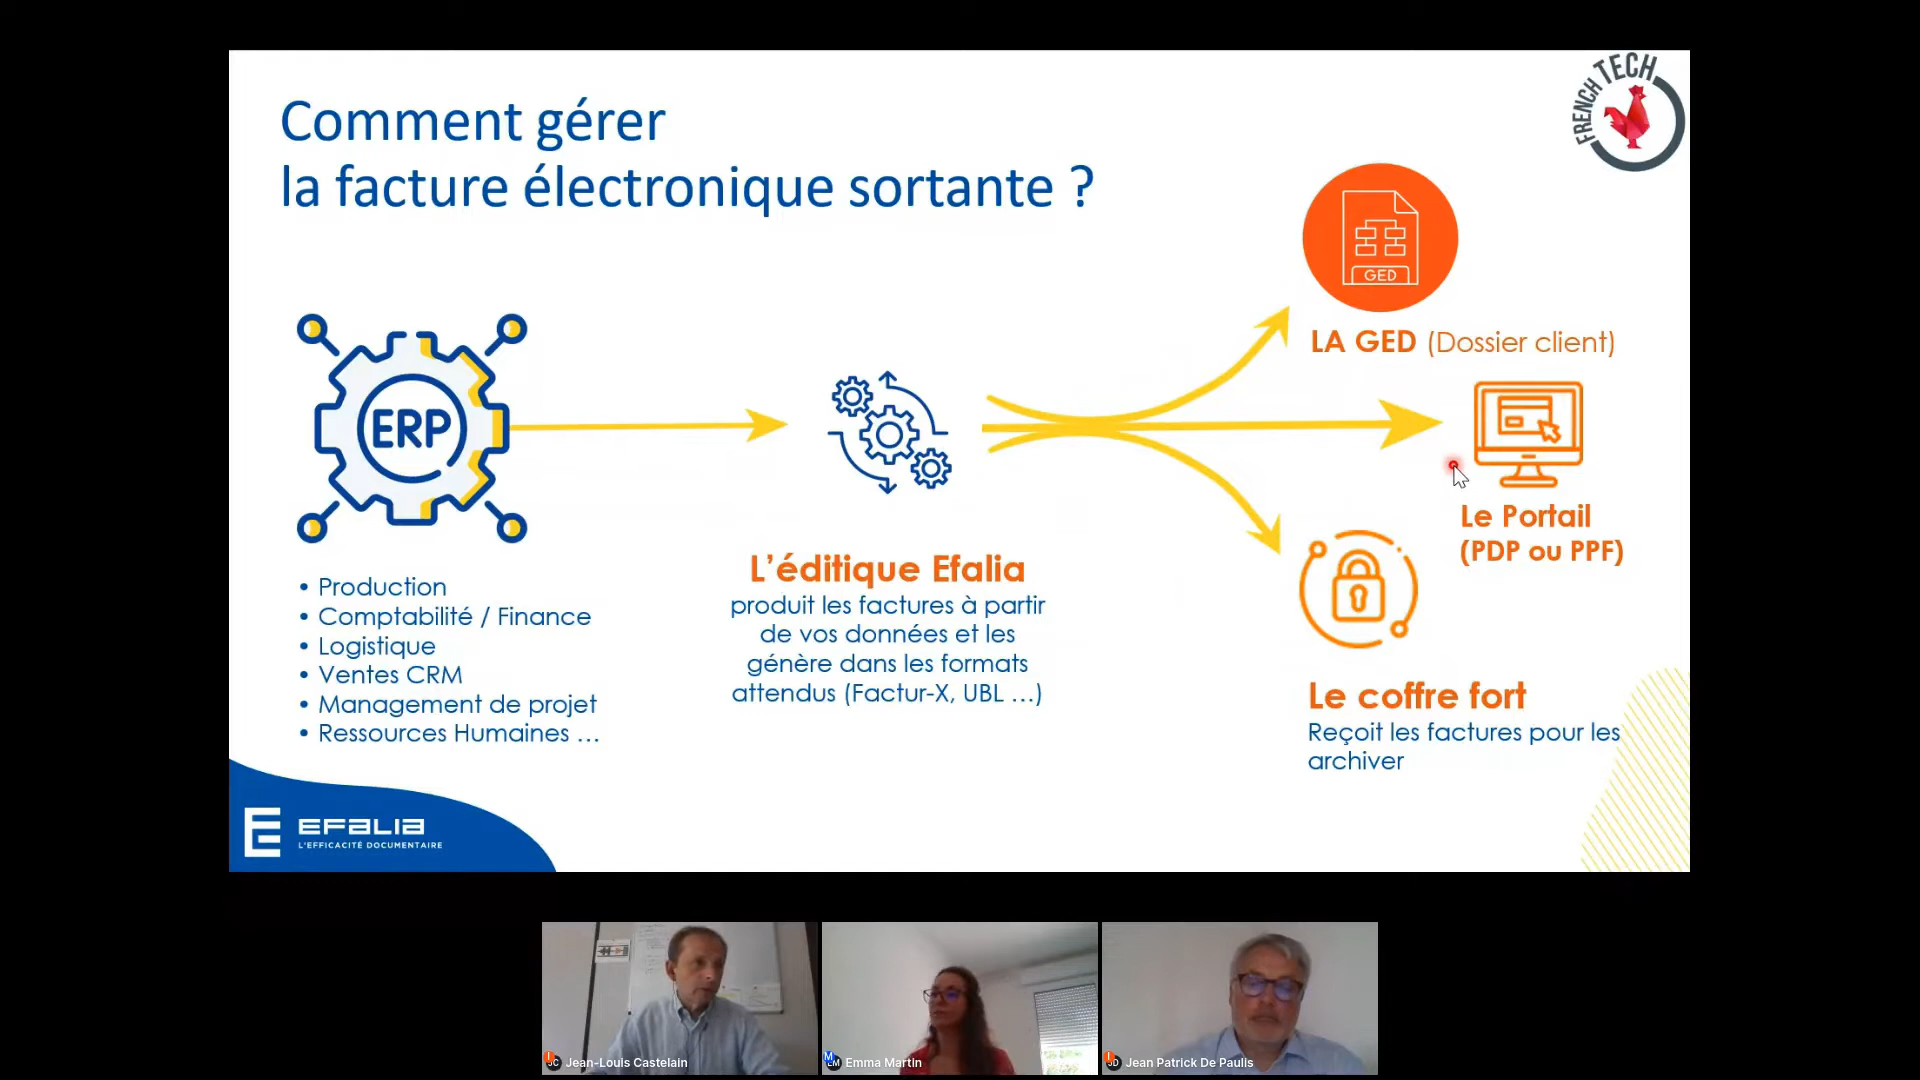 FRENCH TECH
Comment gérer
la facture électronique sortante ?
GED
LA GED (Dossier client)
ERP
Le Portail
(PDP ou PPF)
• Production
• Comptabilité / Finance
• Logistique
• Ventes CRM
• Management de projet
• Ressources Humaines ...
L'éditique Efalia
produit les factures à partir
de vos données et les
génère dans les formats
attendus (Factur-X, UBL ...)
Le coffre fort
Reçoit les factures pour les
archiver
EFALIA
L'EFFICACITÉ DOCUMENTAIRE
JC Jean-Louis Castelain
EM Emma Martin
JD Jean Patrick De Paulis